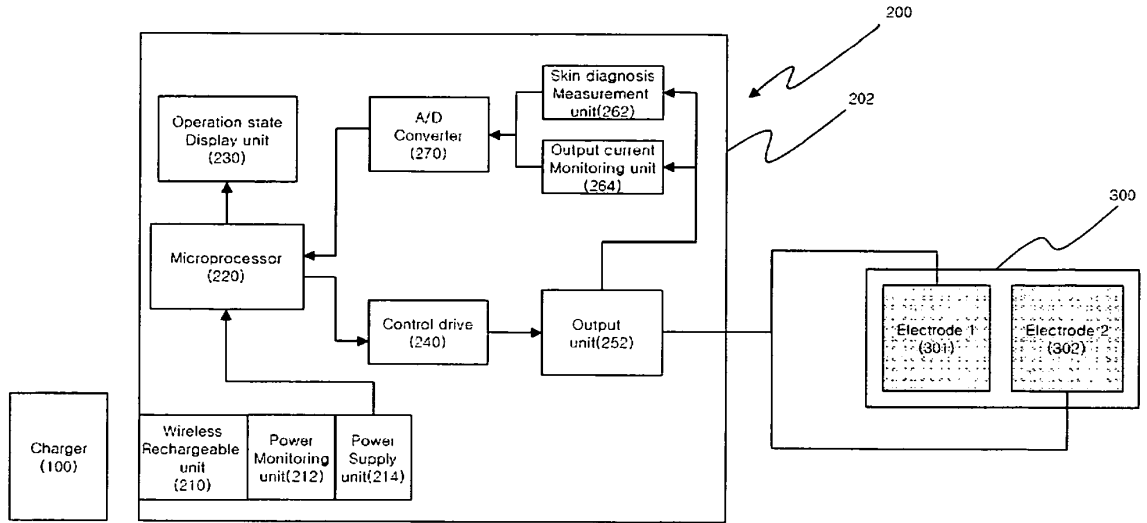 200
202
Operation state
Display unit
(230)
A/D
Converter
(270)
Skin diagnosis
Measurement
unit(262)
Output current
Monitoring unit
(264)
Microprocessor
(220)
Control drive
(240)
Output
unit(252)
300
Electrode 1
(301)
Electrode 2
(302)
Charger
(100)
Wireless
Rechargeable
unit
(210)
Power
Monitoring
unit(212)
Power
Supply
unit(214)